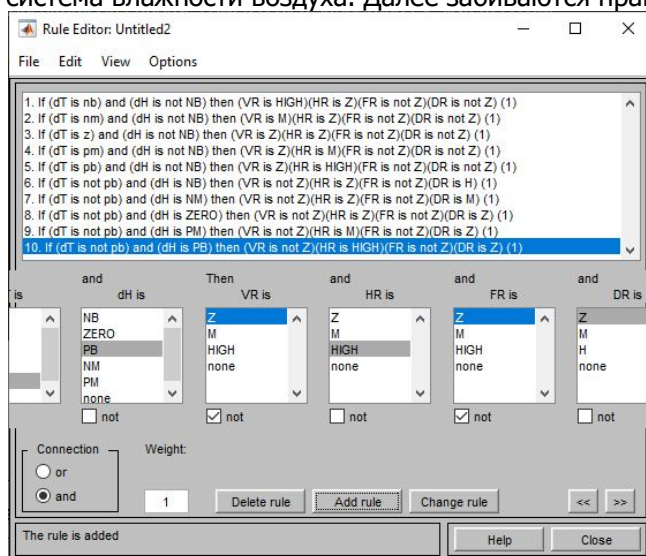 система влажности воздуха. Далее забиваются пра
Rule Editor: Untitled2
File Edit View Options
1. If (dT is nb) and (dH is not NB) then (VR is HIGH)(HR is Z)(FR is not Z)(DR is not Z) (1)
2. If (dT is nm) and (dH is not NB) then (VR is M)(HR is Z)(FR is not Z)(DR is not Z) (1)
3. If (dT is z) and (dH is not NB) then (VR is Z)(HR is Z)(FR is not Z)(DR is not Z) (1)
4. If (dT is pm) and (dH is not NB) then (VR is Z)(HR is M)(FR is not Z)(DR is not Z) (1)
5. If (dT is pb) and (dH is not NB) then (VR is Z)(HR is HIGH)(FR is not Z)(DR is not Z) (1)
6. If (dT is not pb) and (dH is NB) then (VR is not Z)(HR is Z)(FR is not Z)(DR is H) (1)
7. If (dT is not pb) and (dH is NM) then (VR is not Z)(HR is Z)(FR is not Z)(DR is M) (1)
8. If (dT is not pb) and (dH is ZERO) then (VR is not Z)(HR is Z)(FR is not Z)(DR is Z) (1)
9. If (dT is not pb) and (dH is PM) then (VR is not Z)(HR is M)(FR is not Z)(DR is Z) (1)
10. If (dT is not pb) and (dH is PB) then (VR is not Z)(HR is HIGH)(FR is not Z)(DR is Z) (1)
and Then and and and
is dH is VR is HR is FR is DR is
NB Z Z Z Z
ZERO M M M M
PB HIGH HIGH HIGH H
NM none none none none
PM
none
not not not not not
Connection Weight:
or
and 1 Delete rule Add rule Change rule << >>
The rule is added Help Close